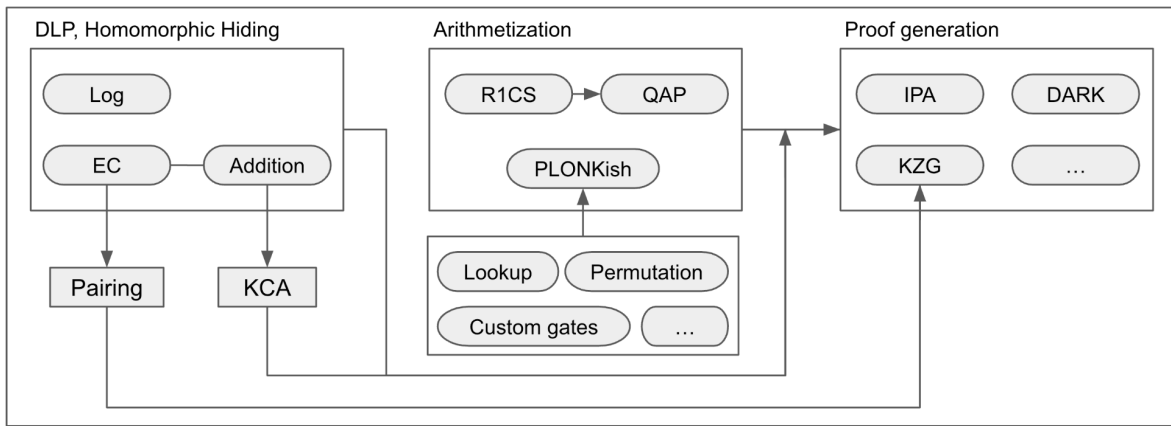 DLP, Homomorphic Hiding
Log
EC
Addition
Pairing
KCA
Arithmetization
R1CS
QAP
PLONKish
Lookup
Permutation
Custom gates
...
Proof generation
IPA
DARK
KZG
...